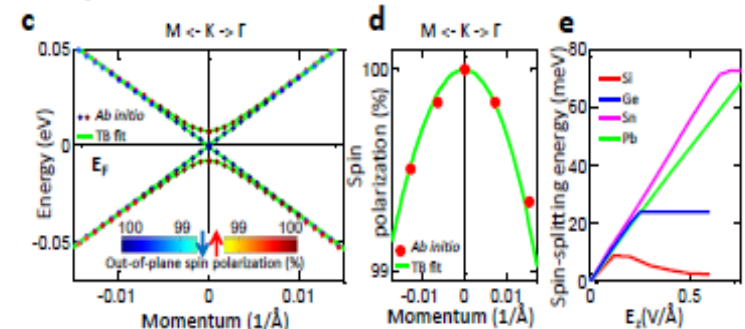 c
M <- K -> Γ
0.05
0
-0.05
Energy (eV)
Ab initio
TB fit
E_F
100 99 99 100
Out-of-plane spin polarization (%)
-0.01 0 0.01
Momentum (1/Å)
d
M <- K -> Γ
100
99
Spin
polarization (%)
Ab initio
TB fit
-0.01 0 0.01
Momentum (1/Å)
e
80
60
40
20
0
Spin-splitting energy (meV)
Si
Ge
Sn
Pb
0 0.5
E_z(V/Å)